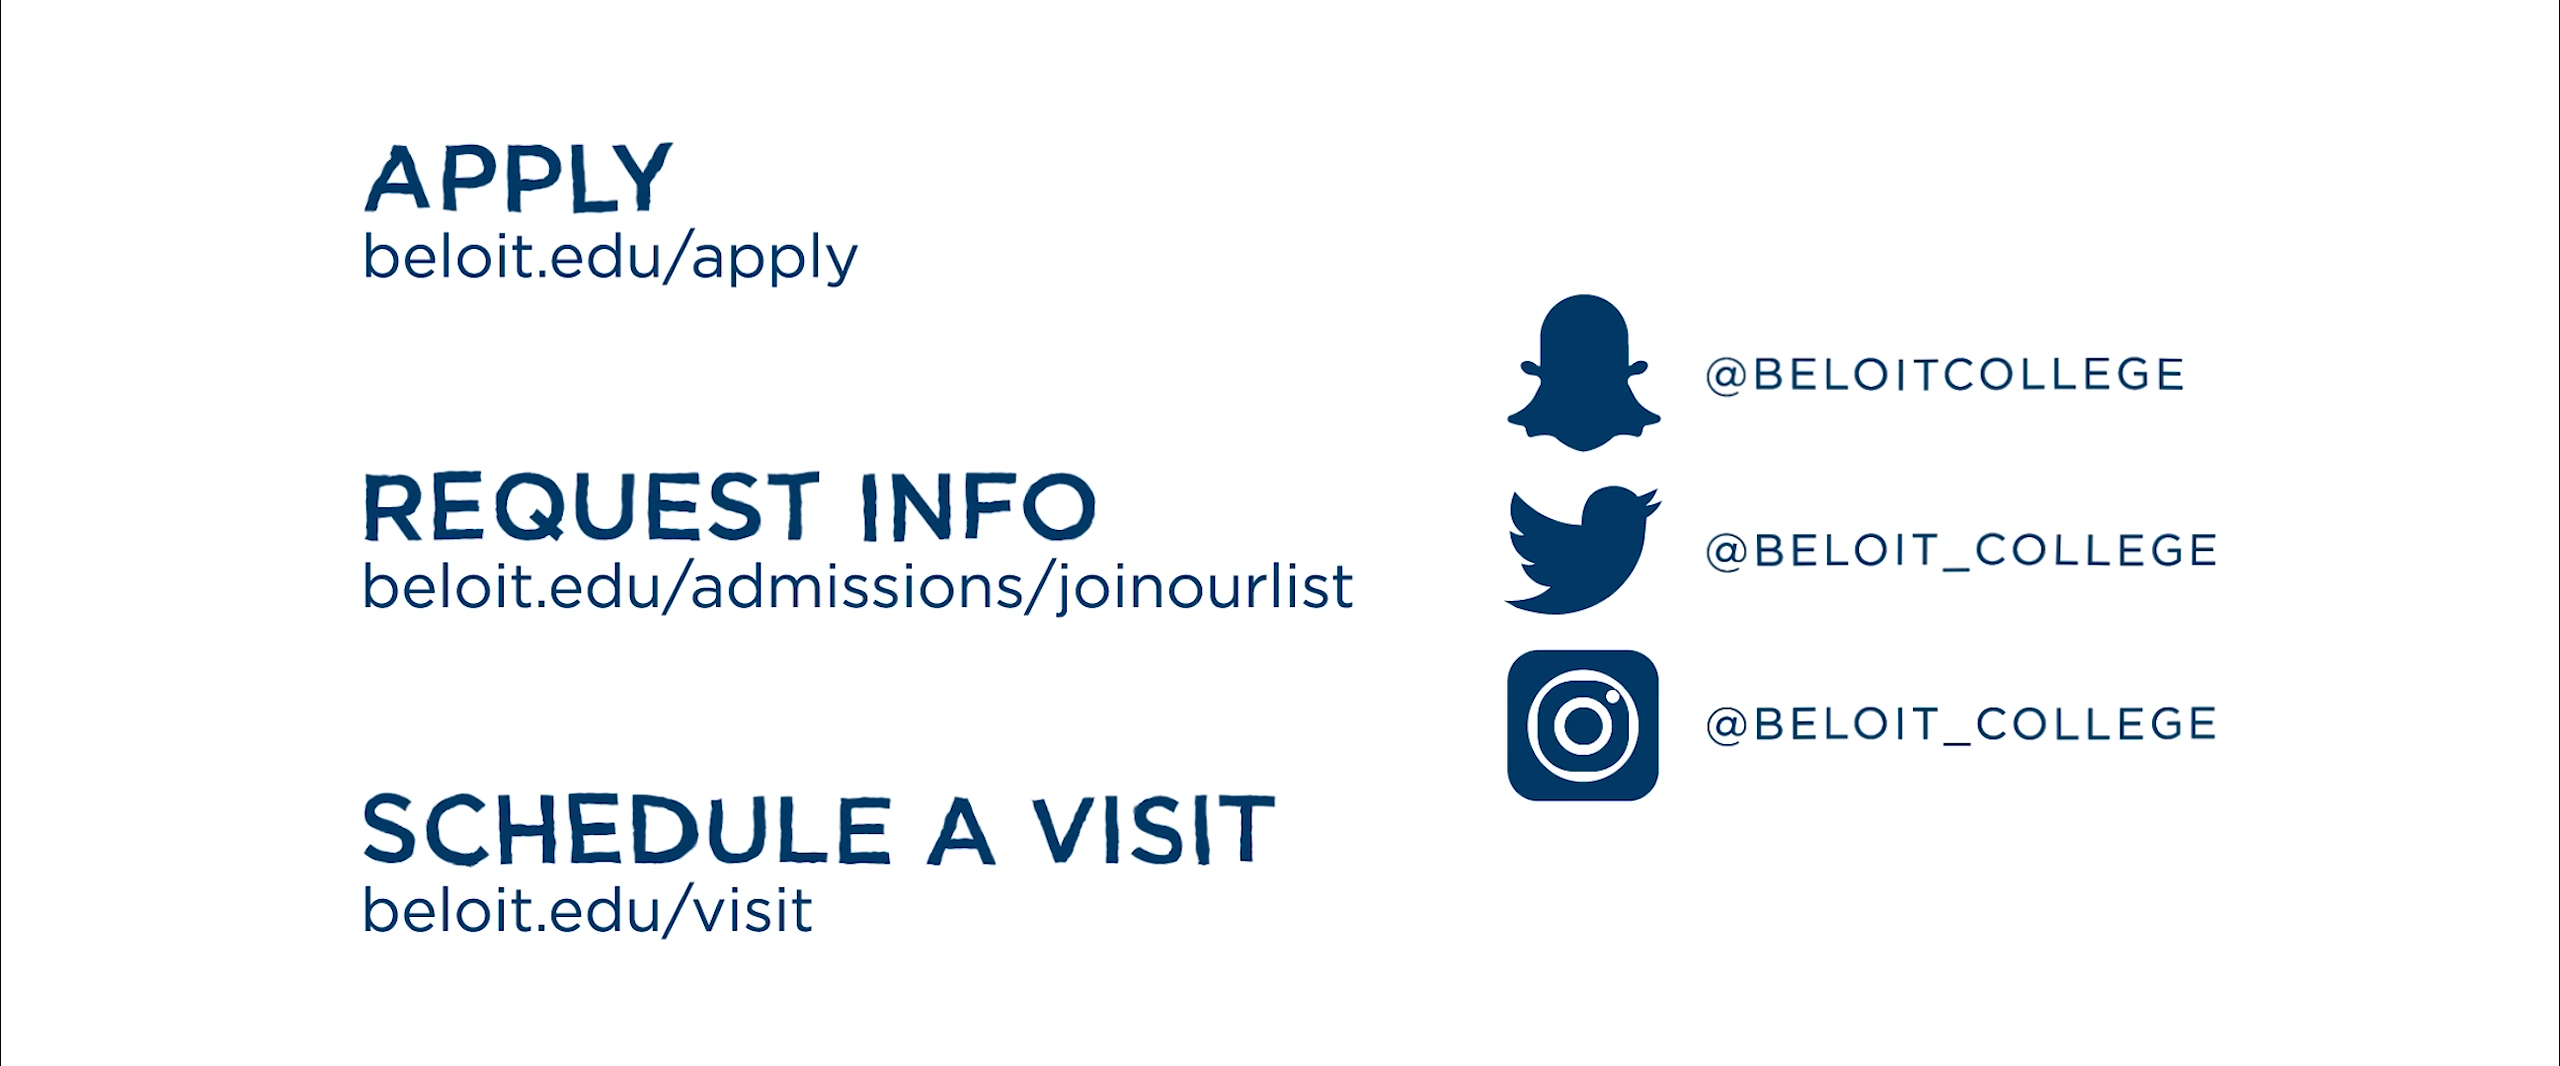 APPLY
beloit.edu/apply
REQUEST INFO
beloit.edu/admissions/joinourlist
SCHEDULE A VISIT
beloit.edu/visit
@BELOITCOLLEGE
@BELOIT_COLLEGE
@BELOIT_COLLEGE